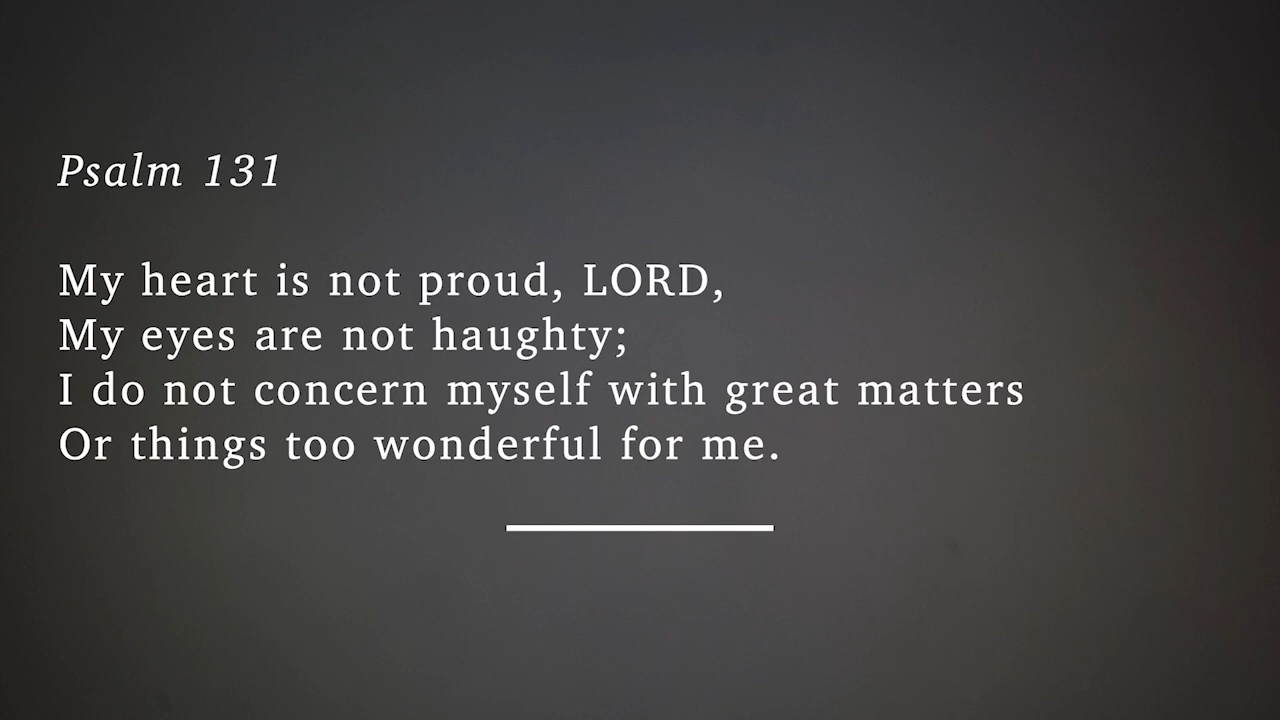 Psalm 131
My heart is not proud, LORD,
My eyes are not haughty;
I do not concern myself with great matters
Or things too wonderful for me.